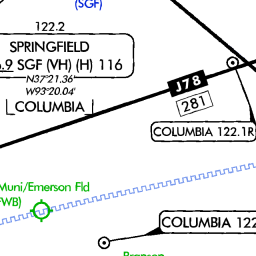 (SGF)
122.2
SPRINGFIELD
.9 SGF (VH) (H) 116
N37°21.36'
W93°20.04'
COLUMBIA
J78
281
COLUMBIA 122.1R
Muni/Emerson Fld
FWB)
COLUMBIA 122
Branson